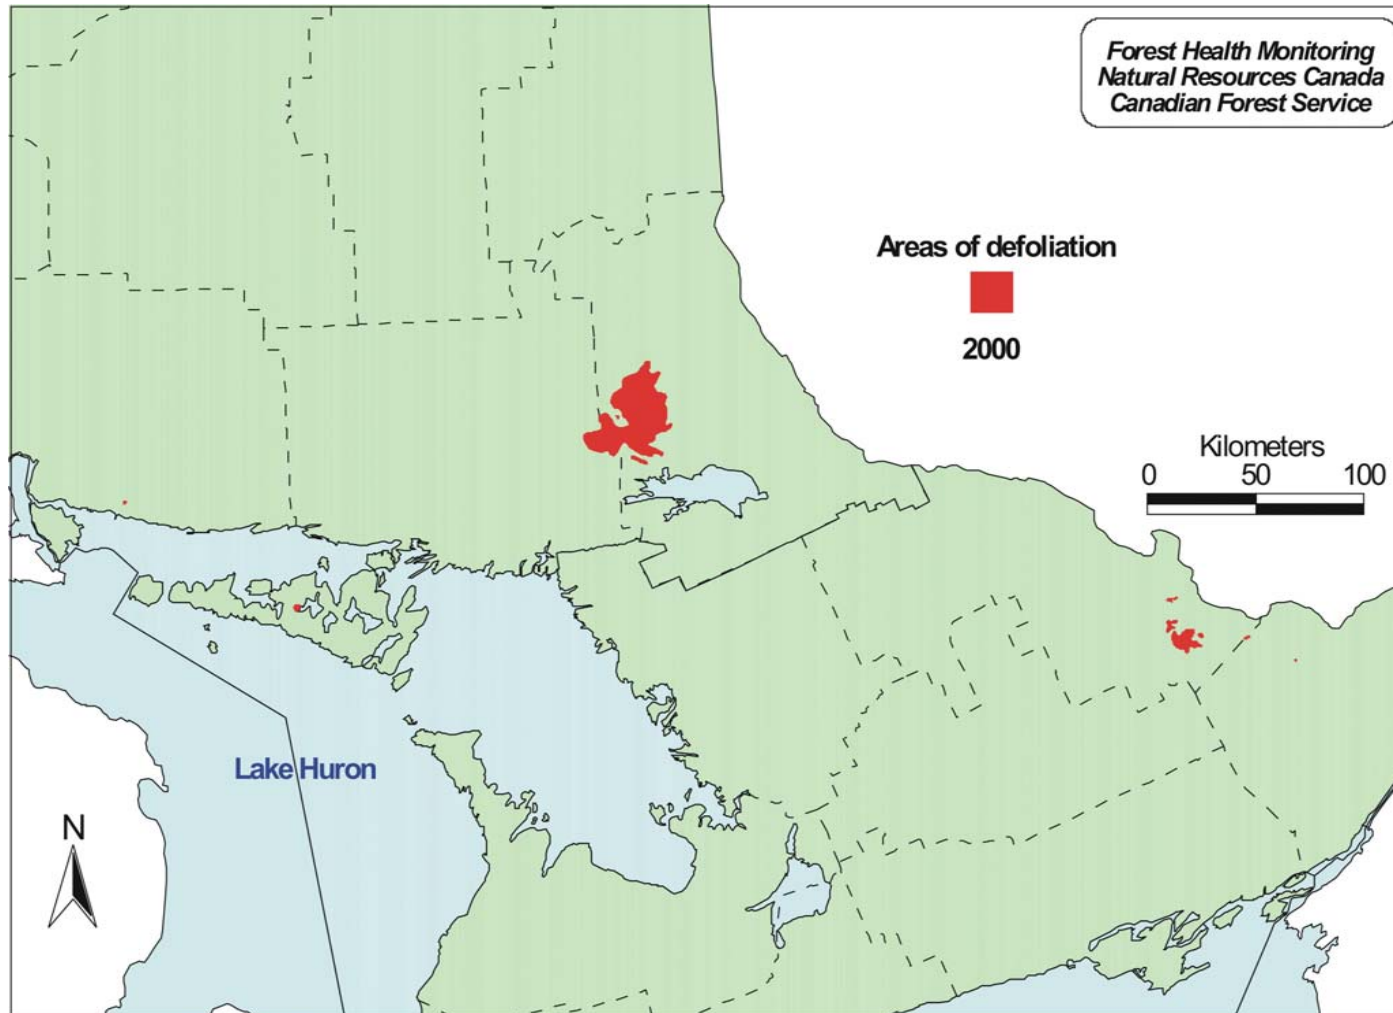 Forest Health Monitoring
Natural Resources Canada
Canadian Forest Service
Areas of defoliation
2000
Kilometers
0 50 100
Lake Huron
N